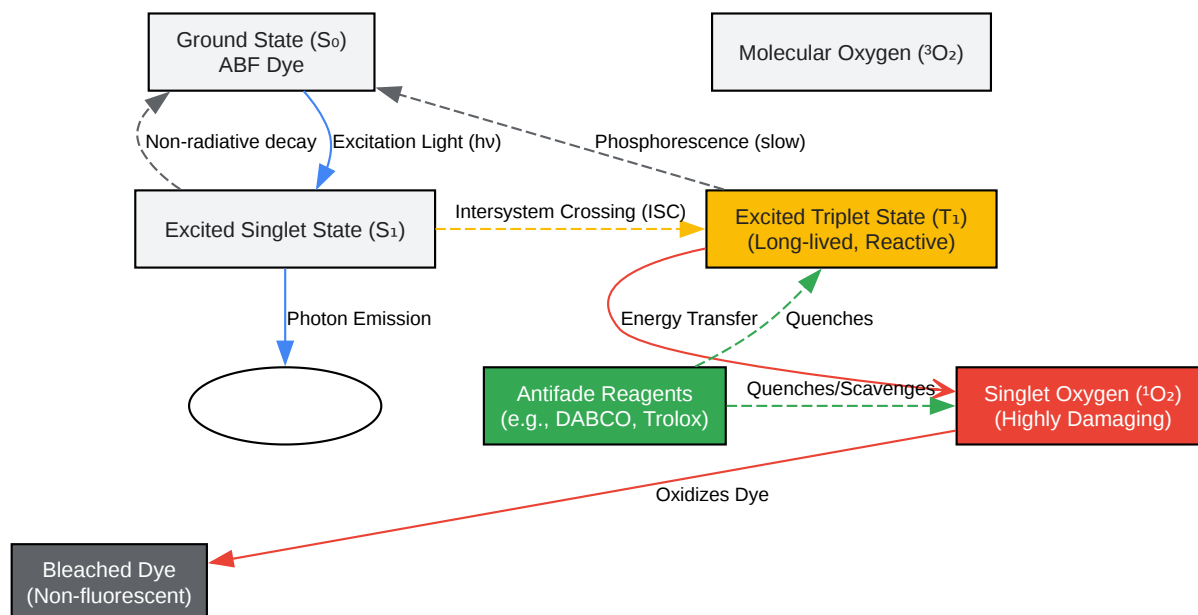 Ground State (S₀)
ABF Dye
Molecular Oxygen (³O₂)
Non-radiative decay
Excitation Light (hν)
Phosphorescence (slow)
Excited Singlet State (S₁)
Intersystem Crossing (ISC)
Excited Triplet State (T₁)
(Long-lived, Reactive)
Photon Emission
Energy Transfer
Quenches
Antifade Reagents
(e.g., DABCO, Trolox)
Quenches/Scavenges
Singlet Oxygen (¹O₂)
(Highly Damaging)
Oxidizes Dye
Bleached Dye
(Non-fluorescent)